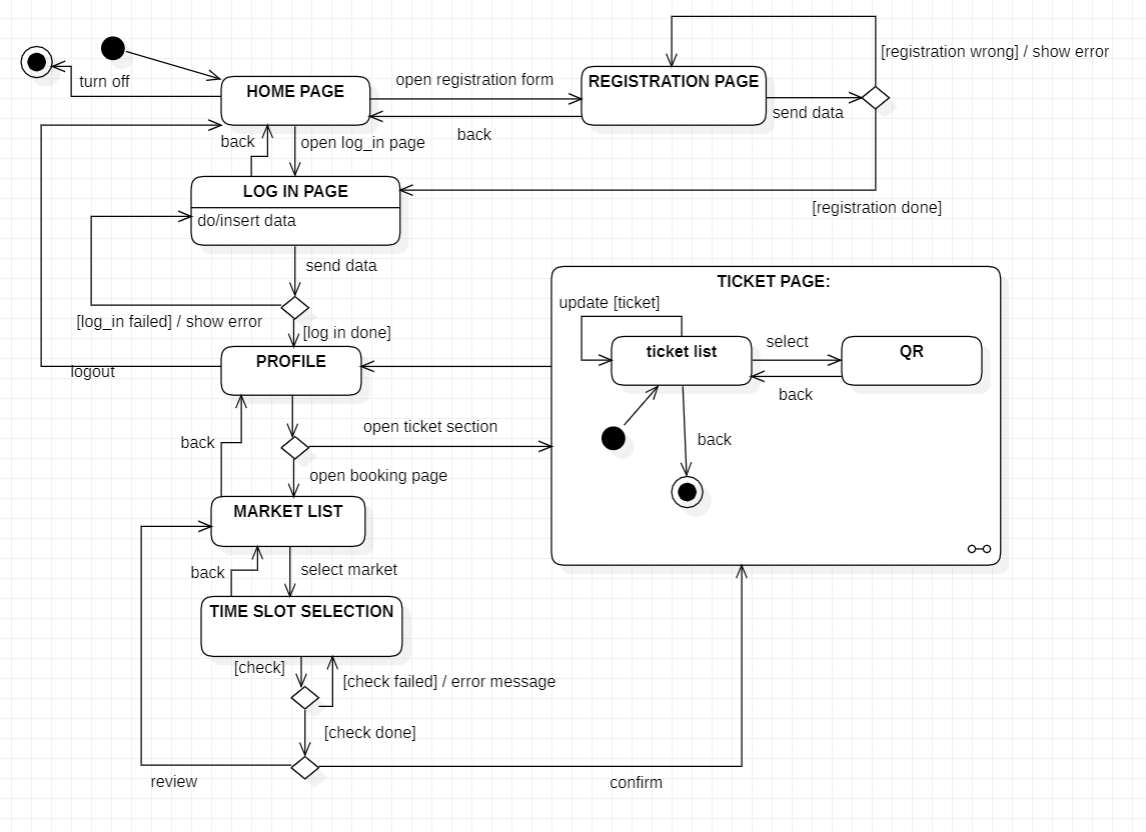 [registration wrong] / show error
turn off
open registration form
REGISTRATION PAGE
HOME PAGE
send data
back
back
open log_in page
LOG IN PAGE
[registration done]
do/insert data
send data
TICKET PAGE:
update [ticket]
[log_in failed] / show error
[log in done]
select
ticket list
QR
PROFILE
logout
back
open ticket section
back
back
open booking page
MARKET LIST
back
select market
TIME SLOT SELECTION
[check]
[check failed] / error message
[check done]
review
confirm